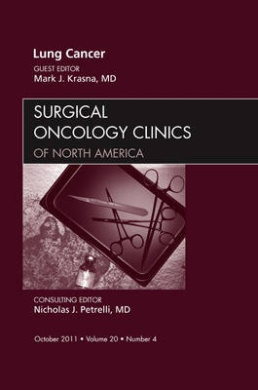 Lung Cancer
GUEST EDITOR
Mark J. Krasna, MD
SURGICAL
ONCOLOGY CLINICS
OF NORTH AMERICA
CONSULTING EDITOR
Nicholas J. Petrelli, MD
October 2011 • Volume 20 • Number 4